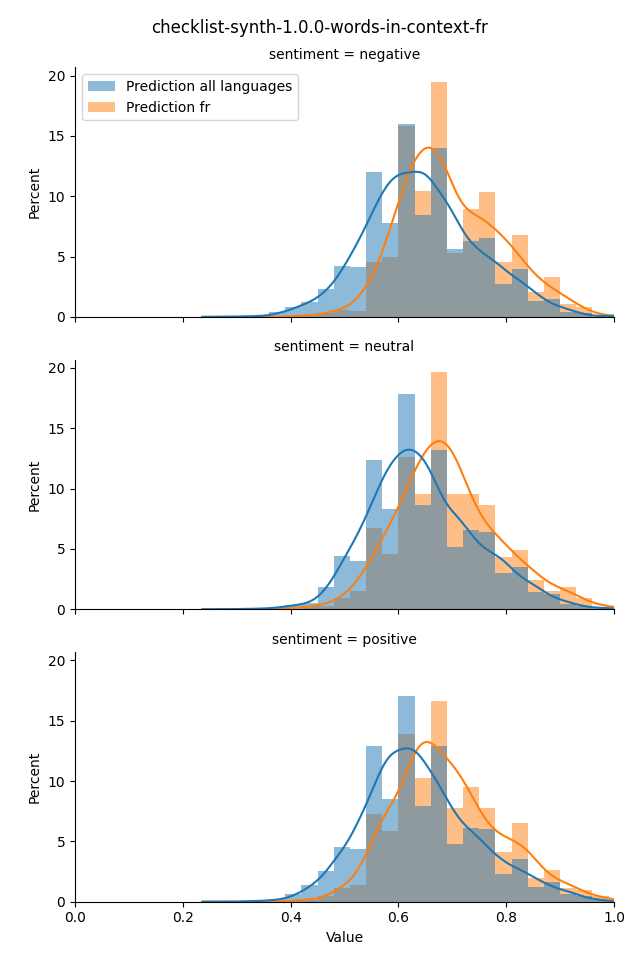 checklist-synth-1.0.0-words-in-context-fr
sentiment = negative
20
15
10
5
0
Percent
Prediction all languages
Prediction fr
sentiment = neutral
20
15
10
5
0
Percent
sentiment = positive
20
15
10
5
0
Percent
0.0 0.2 0.4 0.6 0.8 1.0
Value